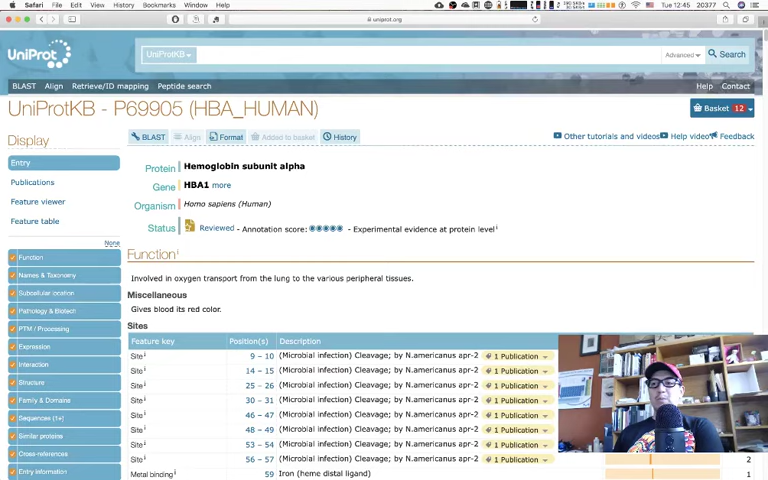 Safari File Edit View History Bookmarks Window Help
Tue 12:45 20377
uniprot.org
UniProt
UniProtKB
Advanced
Search
BLAST Align Retrieve/ID mapping Peptide search
Help Contact
UniProtKB - P69905 (HBA_HUMAN)
Basket 12
Display
BLAST Align Format Added to basket History
Other tutorials and videos Help video Feedback
Entry
Publications
Feature viewer
Feature table
None
Function
Names & Taxonomy
Subcellular location
Pathology & Biotech
PTM / Processing
Expression
Interaction
Structure
Family & Domains
Sequences (1+)
Similar proteins
Cross-references
Entry information
Protein Hemoglobin subunit alpha
Gene HBA1 more
Organism Homo sapiens (Human)
Status Reviewed - Annotation score: - Experimental evidence at protein level i
Function i
Involved in oxygen transport from the lung to the various peripheral tissues.
Miscellaneous
Gives blood its red color.
Sites
Feature key Position(s) Description
Site i 9 – 10 (Microbial infection) Cleavage; by N.americanus apr-2 1 Publication
Site i 14 – 15 (Microbial infection) Cleavage; by N.americanus apr-2 1 Publication
Site i 25 – 26 (Microbial infection) Cleavage; by N.americanus apr-2 1 Publication
Site i 30 – 31 (Microbial infection) Cleavage; by N.americanus apr-2 1 Publication
Site i 46 – 47 (Microbial infection) Cleavage; by N.americanus apr-2 1 Publication
Site i 48 – 49 (Microbial infection) Cleavage; by N.americanus apr-2 1 Publication
Site i 53 – 54 (Microbial infection) Cleavage; by N.americanus apr-2 1 Publication
Site i 56 – 57 (Microbial infection) Cleavage; by N.americanus apr-2 1 Publication 2
Metal binding i 59 Iron (heme distal ligand) 1